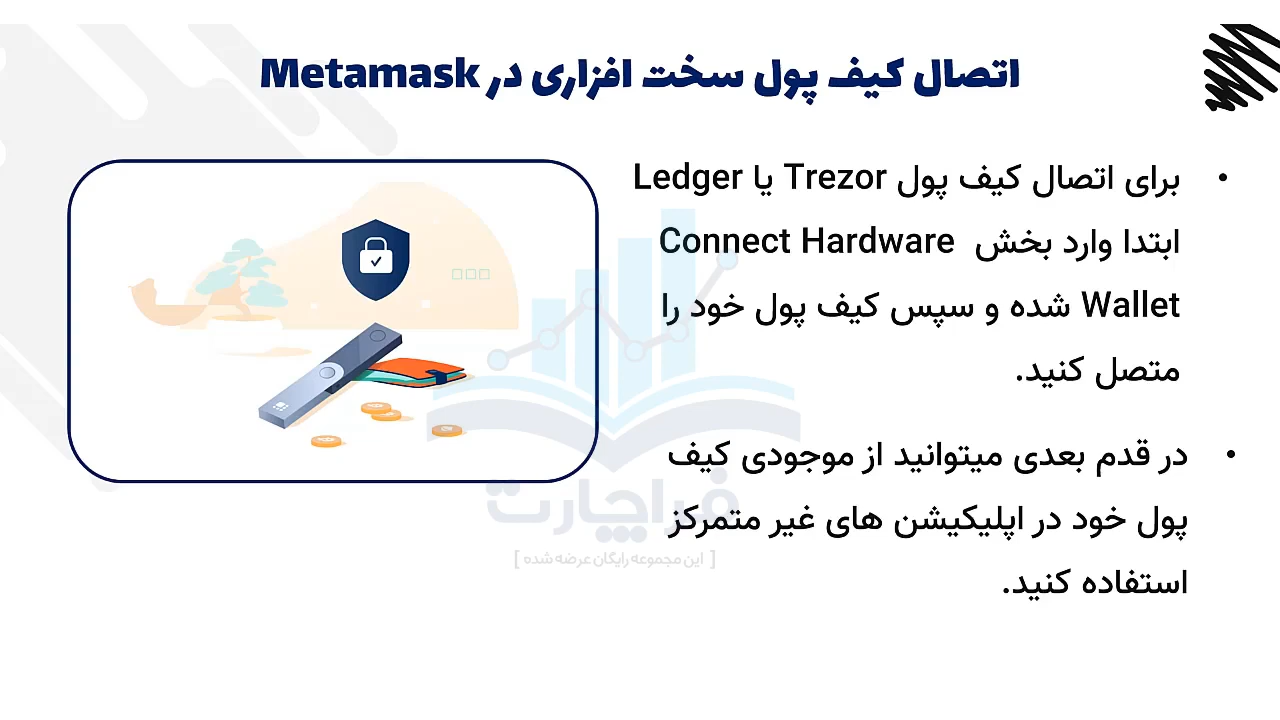 اتصال کیف پول سخت افزاری در Metamask
• برای اتصال کیف پول Trezor یا Ledger
ابتدا وارد بخش Connect Hardware
Wallet شده و سپس کیف پول خود را
متصل کنید.
• در قدم بعدی میتوانید از موجودی کیف
پول خود در اپلیکیشن های غیر متمرکز
استفاده کنید.
فراچارت
[ این مجموعه رایگان عرضه شده ]